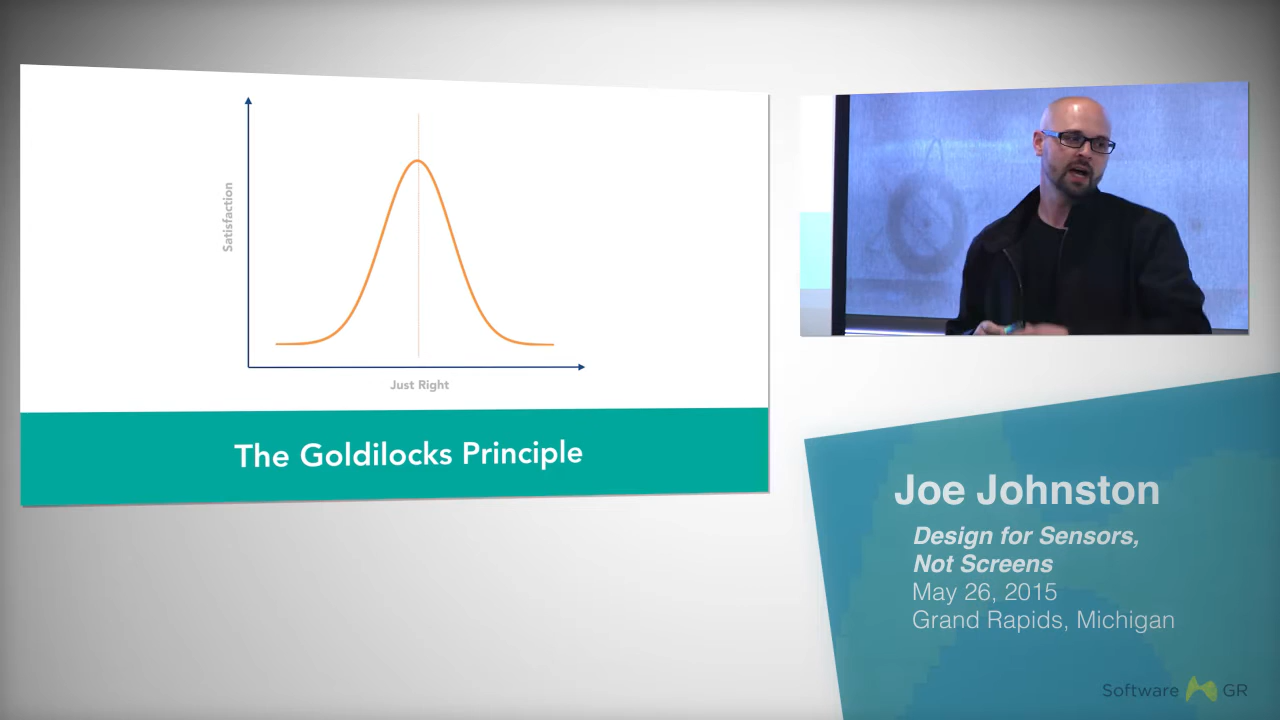 Satisfaction
Just Right
The Goldilocks Principle
Joe Johnston
Design for Sensors,
Not Screens
May 26, 2015
Grand Rapids, Michigan
Software GR